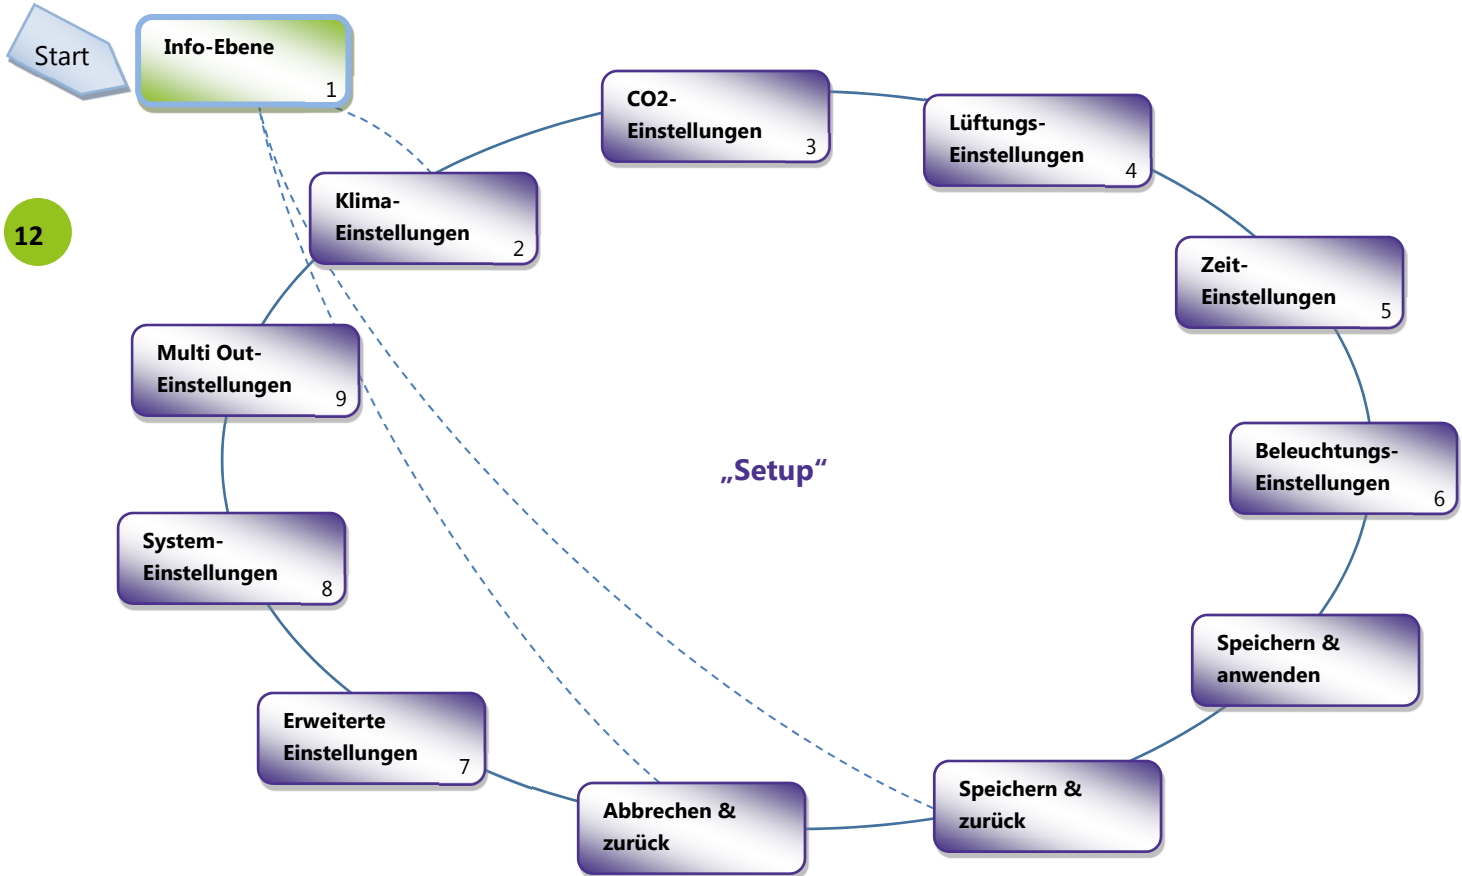 Start
Info-Ebene
1
CO2-
Einstellungen
3
Lüftungs-
Einstellungen
4
Klima-
Einstellungen
2
12
Zeit-
Einstellungen
5
Multi Out-
Einstellungen
9
„Setup“
Beleuchtungs-
Einstellungen
6
System-
Einstellungen
8
Speichern &
anwenden
Erweiterte
Einstellungen
7
Speichern &
zurück
Abbrechen &
zurück